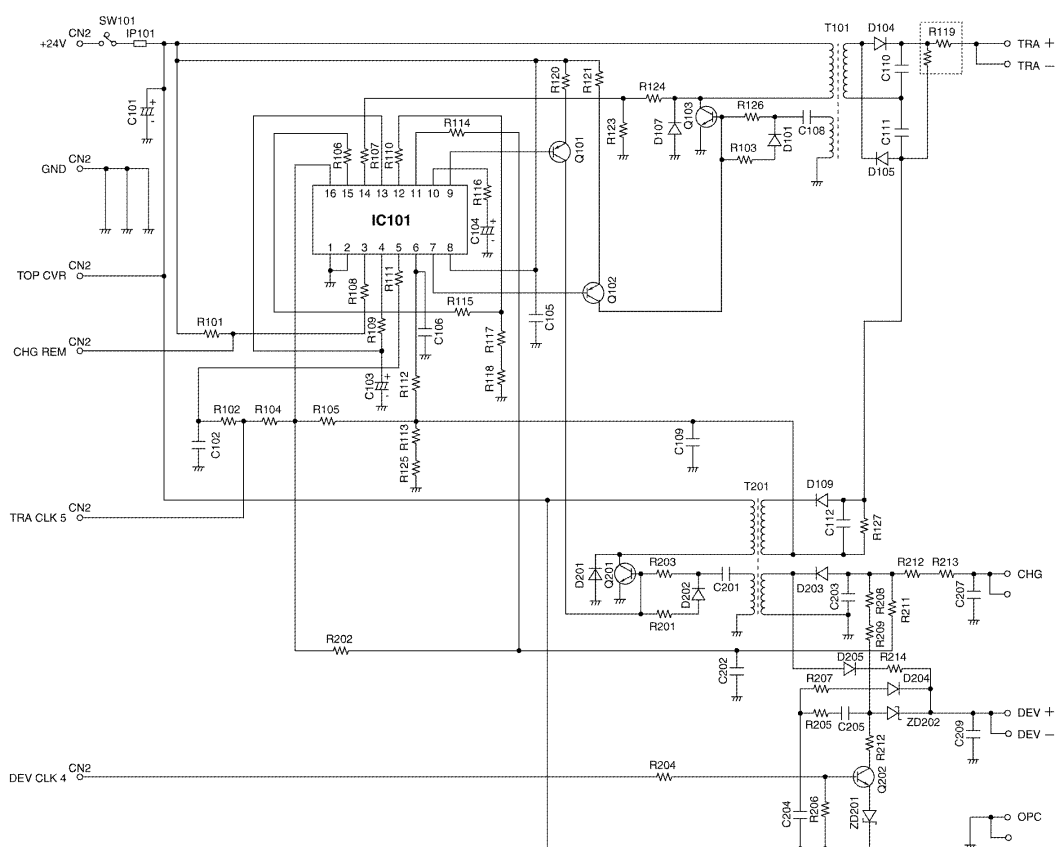 SW101
CN2
IP101
+24V
T101
D104
R119
TRA +
TRA −
C110
R120
R121
R124
C101
+
-
R114
Q103
D107
R126
D101
C108
R123
R103
C111
D105
R106
R107
R110
Q101
CN2
GND
16 15 14 13 12 11 10 9
R116
IC101
C104
+
-
1 2 3 4 5 6 7 8
CN2
TOP CVR
R108
R111
Q102
R115
R101
R109
C106
C105
R117
CN2
CHG REM
C103
+
-
R112
R118
R102
R104
R105
C102
R113
C109
R125
T201
D109
CN2
TRA CLK 5
C112
R127
D201
Q201
R203
D202
C201
D203
C203
R208
R212
R213
CHG
R211
C207
R201
R209
R202
C202
D205
R214
R207
D204
R205
C205
ZD202
DEV +
DEV −
C209
R212
CN2
DEV CLK 4
R204
Q202
C204
R206
ZD201
OPC